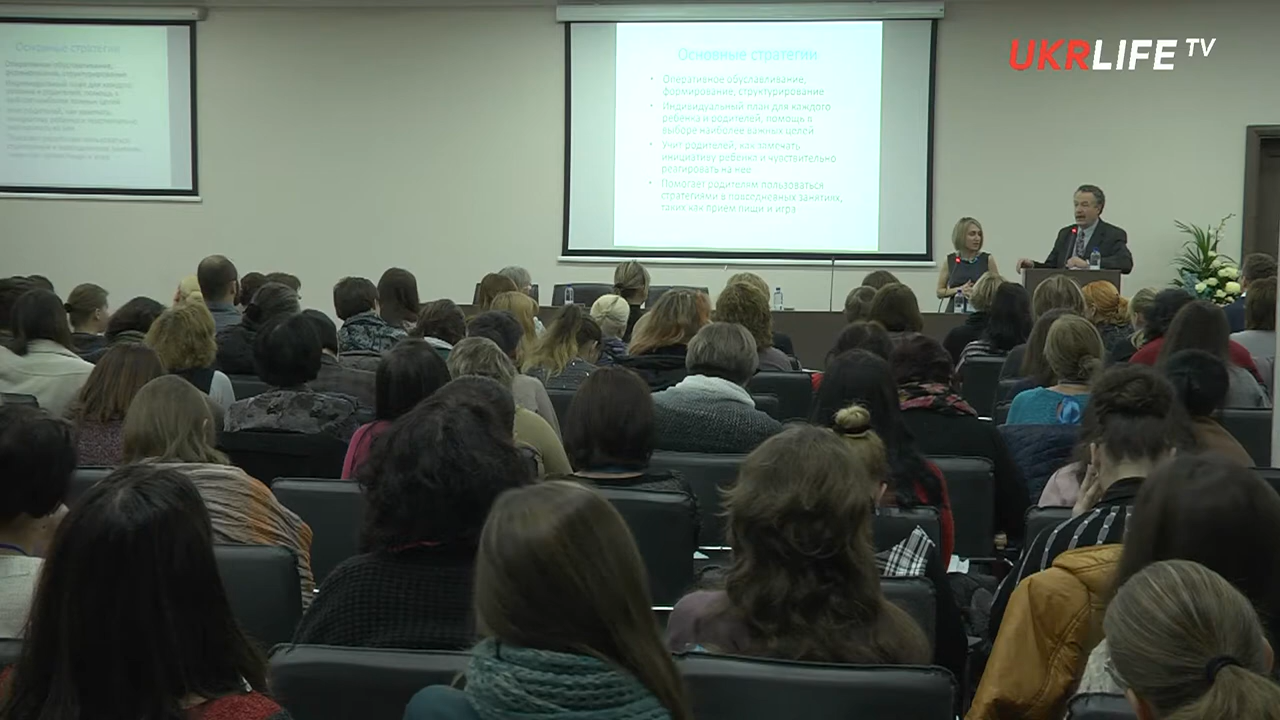 UKRLIFE TV
Основные стратегии
Основные стратегии
• Оперативное обуславливание,
формирование, структурирование
• Индивидуальный план для каждого
ребенка и родителей, помощь в
выборе наиболее важных целей
• Учит родителей, как замечать
инициативу ребенка и чувствительно
реагировать на нее
• Помогает родителям пользоваться
стратегиями в повседневных занятиях,
таких как прием пищи и игра